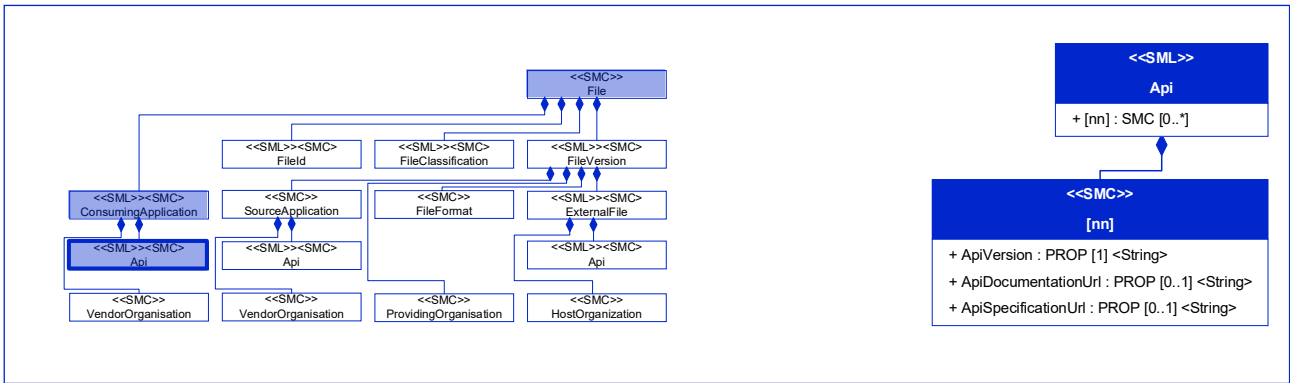 <<SMC>>
File
<<SML>><SMC>
FileId
<<SML>><SMC>
FileClassification
<<SML>><SMC>
FileVersion
<<SML>><SMC>
ConsumingApplication
<<SMC>>
SourceApplication
<<SMC>>
FileFormat
<<SML>><SMC>
ExternalFile
<<SML>><SMC>
Api
<<SML>><SMC>
Api
<<SML>><SMC>
Api
<<SMC>>
VendorOrganisation
<<SMC>>
VendorOrganisation
<<SMC>>
ProvidingOrganisation
<<SMC>>
HostOrganization
<<SML>>
Api
+ [nn] : SMC [0..*]
<<SMC>>
[nn]
+ ApiVersion : PROP [1] <String>
+ ApiDocumentationUrl : PROP [0..1] <String>
+ ApiSpecificationUrl : PROP [0..1] <String>